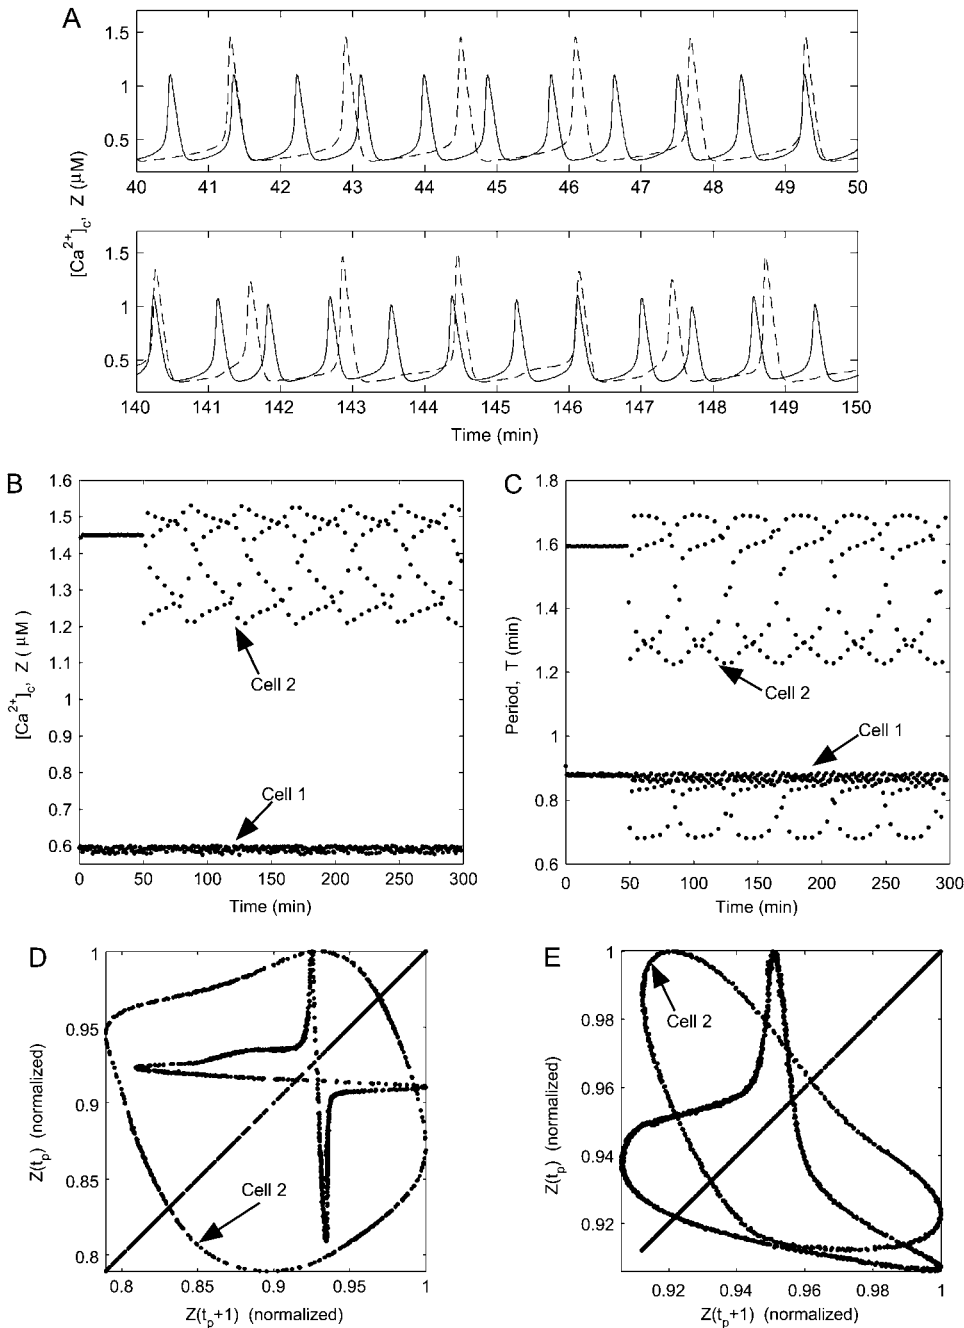 A
1.5
1
0.5
40 41 42 43 44 45 46 47 48 49 50
[Ca2+]c, Z (μM)
1.5
1
0.5
140 141 142 143 144 145 146 147 148 149 150
Time (min)
B
1.6
1.5
1.4
1.3
1.2
1.1
1
0.9
0.8
0.7
0.6
[Ca2+]c, Z (μM)
Cell 2
Cell 1
0 50 100 150 200 250 300
Time (min)
C
1.8
1.6
1.4
1.2
1
0.8
0.6
Period, T (min)
Cell 2
Cell 1
0 50 100 150 200 250 300
Time (min)
D
1
0.95
0.9
0.85
0.8
Z(tp) (normalized)
Cell 2
0.8 0.85 0.9 0.95 1
Z(tp+1) (normalized)
E
1
0.98
0.96
0.94
0.92
Z(tp) (normalized)
Cell 2
0.92 0.94 0.96 0.98 1
Z(tp+1) (normalized)